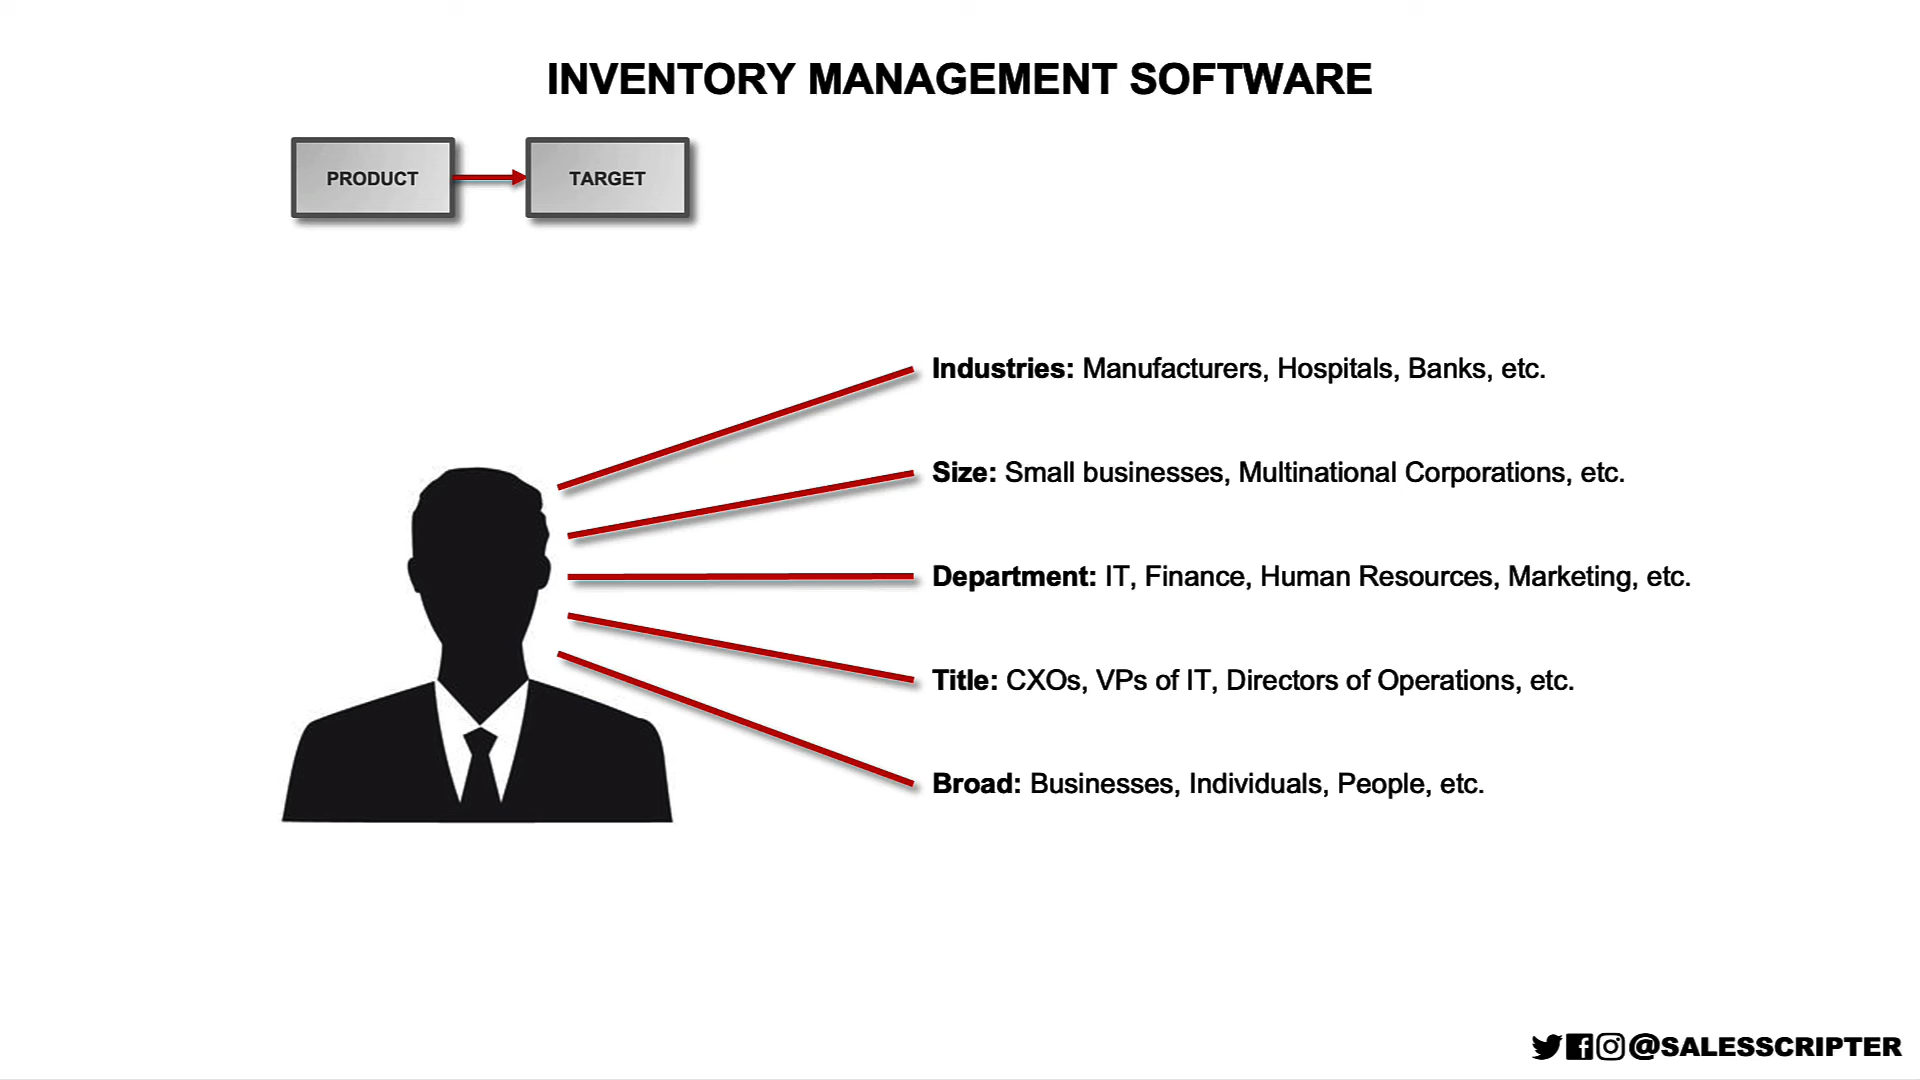 INVENTORY MANAGEMENT SOFTWARE
PRODUCT
TARGET
Industries: Manufacturers, Hospitals, Banks, etc.
Size: Small businesses, Multinational Corporations, etc.
Department: IT, Finance, Human Resources, Marketing, etc.
Title: CXOs, VPs of IT, Directors of Operations, etc.
Broad: Businesses, Individuals, People, etc.
@SALESSCRIPTER